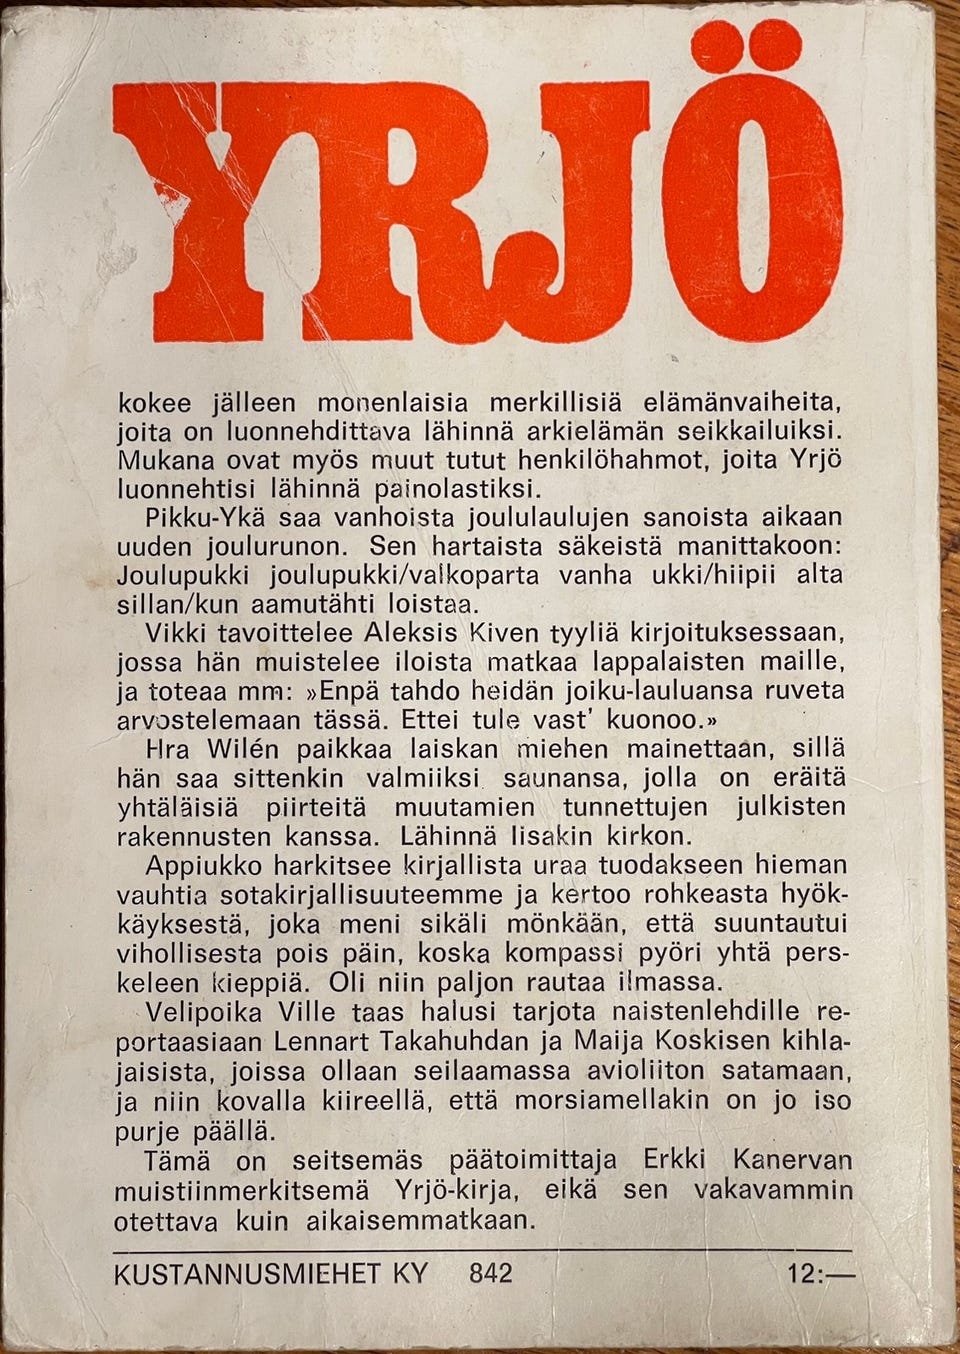 YRJÖ
kokee jälleen monenlaisia merkillisiä elämänvaiheita,
joita on luonnehdittava lähinnä arkielämän seikkailuiksi.
Mukana ovat myös muut tutut henkilöhahmot, joita Yrjö
luonnehtisi lähinnä painolastiksi.
Pikku-Ykä saa vanhoista joululaulujen sanoista aikaan
uuden joulurunon. Sen hartaista säkeistä manittakoon:
Joulupukki joulupukki/valkoparta vanha ukki/hiipii alta
sillan/kun aamutähti loistaa.
Vikki tavoittelee Aleksis Kiven tyyliä kirjoituksessaan,
jossa hän muistelee iloista matkaa lappalaisten maille,
ja toteaa mm: »Enpä tahdo heidän joiku-lauluansa ruveta
arvostelemaan tässä. Ettei tule vast' kuonoo.»
Hra Wilén paikkaa laiskan miehen mainettaan, sillä
hän saa sittenkin valmiiksi saunansa, jolla on eräitä
yhtäläisiä piirteitä muutamien tunnettujen julkisten
rakennusten kanssa. Lähinnä Iisakin kirkon.
Appiukko harkitsee kirjallista uraa tuodakseen hieman
vauhtia sotakirjallisuuteemme ja kertoo rohkeasta hyök-
käyksestä, joka meni sikäli mönkään, että suuntautui
vihollisesta pois päin, koska kompassi pyöri yhtä pers-
keleen kieppiä. Oli niin paljon rautaa ilmassa.
Velipoika Ville taas halusi tarjota naistenlehdille re-
portaasiaan Lennart Takahuhdan ja Maija Koskisen kihla-
jaisista, joissa ollaan seilaamassa avioliiton satamaan,
ja niin kovalla kiireellä, että morsiamellakin on jo iso
purje päällä.
Tämä on seitsemäs päätoimittaja Erkki Kanervan
muistiinmerkitsemä Yrjö-kirja, eikä sen vakavammin
otettava kuin aikaisemmatkaan.
KUSTANNUSMIEHET KY 842 12:—